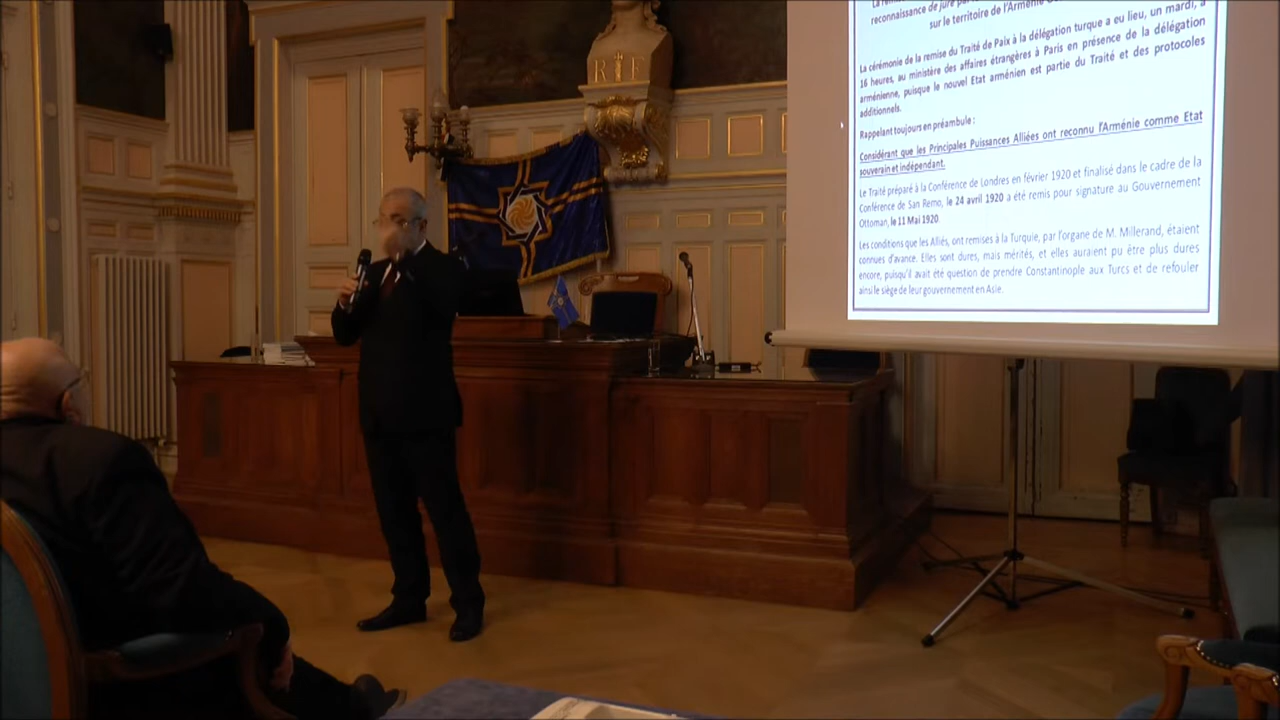 RF
reconnaissance de jure
sur le territoire de l'Arménie
La cérémonie de la remise du Traité de Paix à la délégation turque a eu lieu, un mardi, à
16 heures, au ministère des affaires étrangères à Paris en présence de la délégation
arménienne, puisque le nouvel Etat arménien est partie du Traité et des protocoles
additionnels.
Rappelant toujours en préambule :
Considérant que les Principales Puissances Alliées ont reconnu l'Arménie comme Etat
souverain et indépendant.
Le Traité préparé à la Conférence de Londres en février 1920 et finalisé dans le cadre de la
Conférence de San Remo, le 24 avril 1920 a été remis pour signature au Gouvernement
Ottoman, le 11 Mai 1920.
Les conditions que les Alliés, ont remises à la Turquie, par l'organe de M. Millerand, étaient
connues d'avance. Elles sont dures, mais mérités, et elles auraient pu être plus dures
encore, puisqu'il avait été question de prendre Constantinople aux Turcs et de refouler
ainsi le siège de leur gouvernement en Asie.